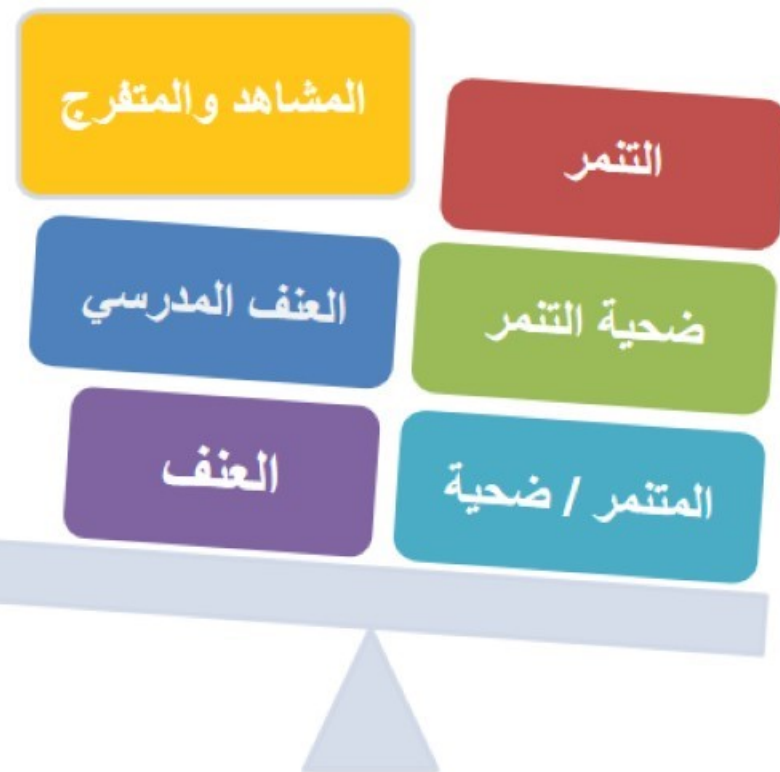 المشاهد والمتفرج
التنمر
العنف المدرسي
ضحية التنمر
العنف
المتنمر / ضحية